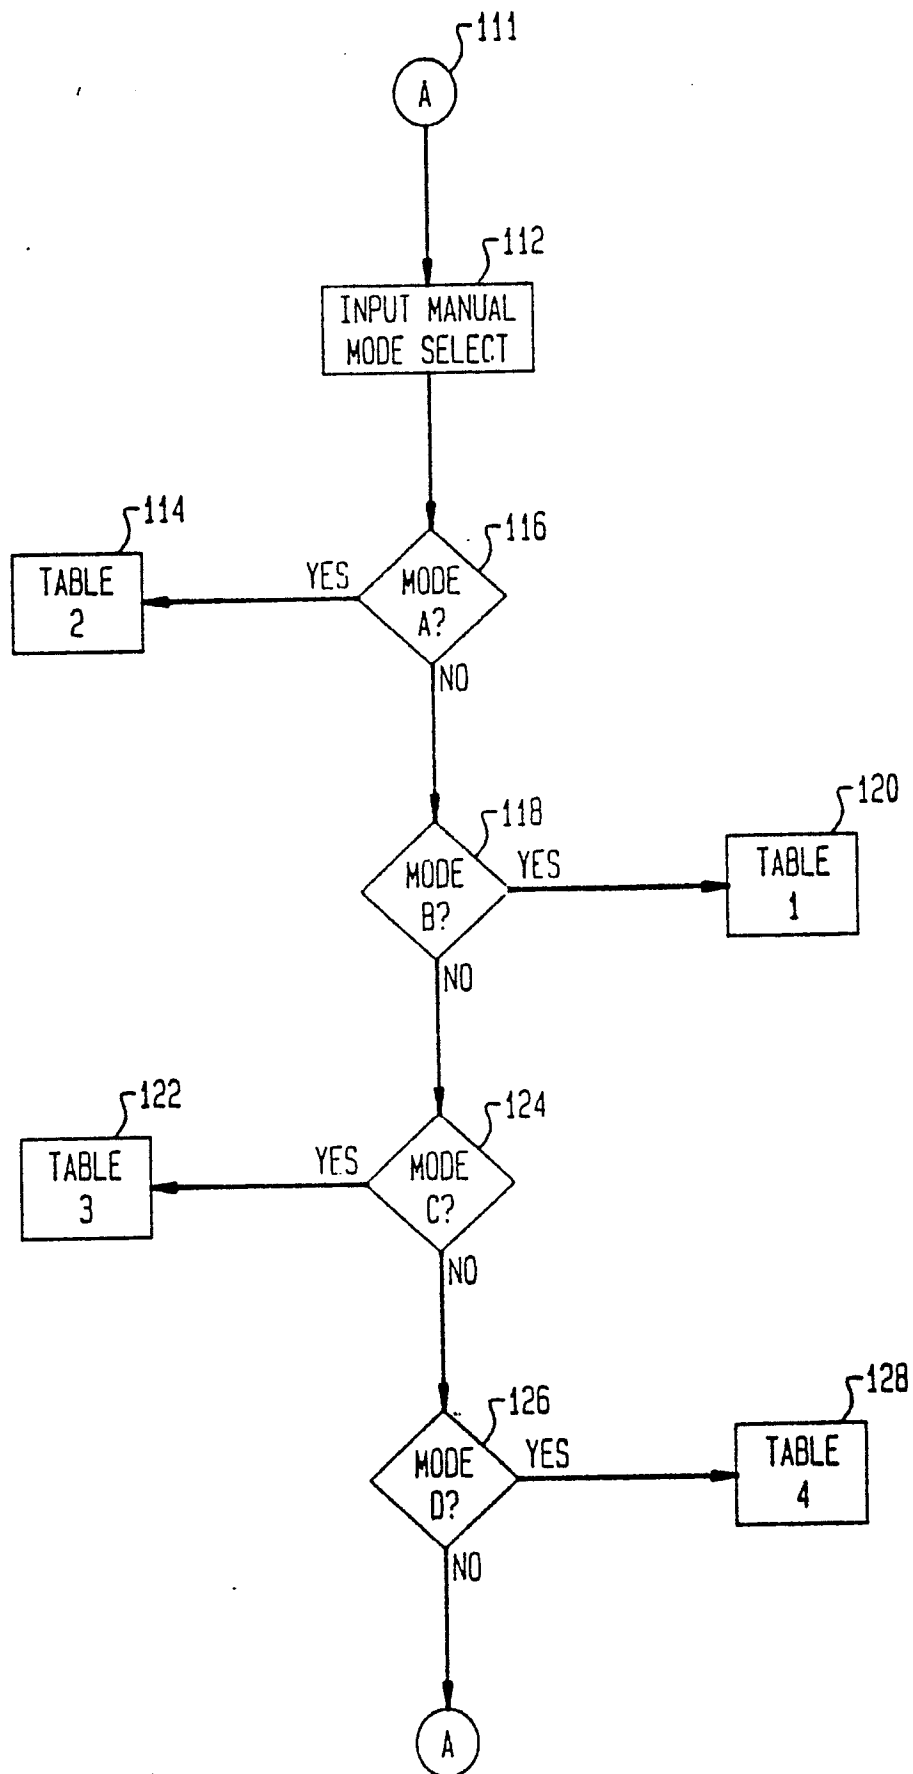 111
A
112
INPUT MANUAL
MODE SELECT
114
116
TABLE
2
YES
MODE
A?
NO
118
120
MODE
B?
YES
TABLE
1
NO
122
124
TABLE
3
YES
MODE
C?
NO
126
128
MODE
D?
YES
TABLE
4
NO
A